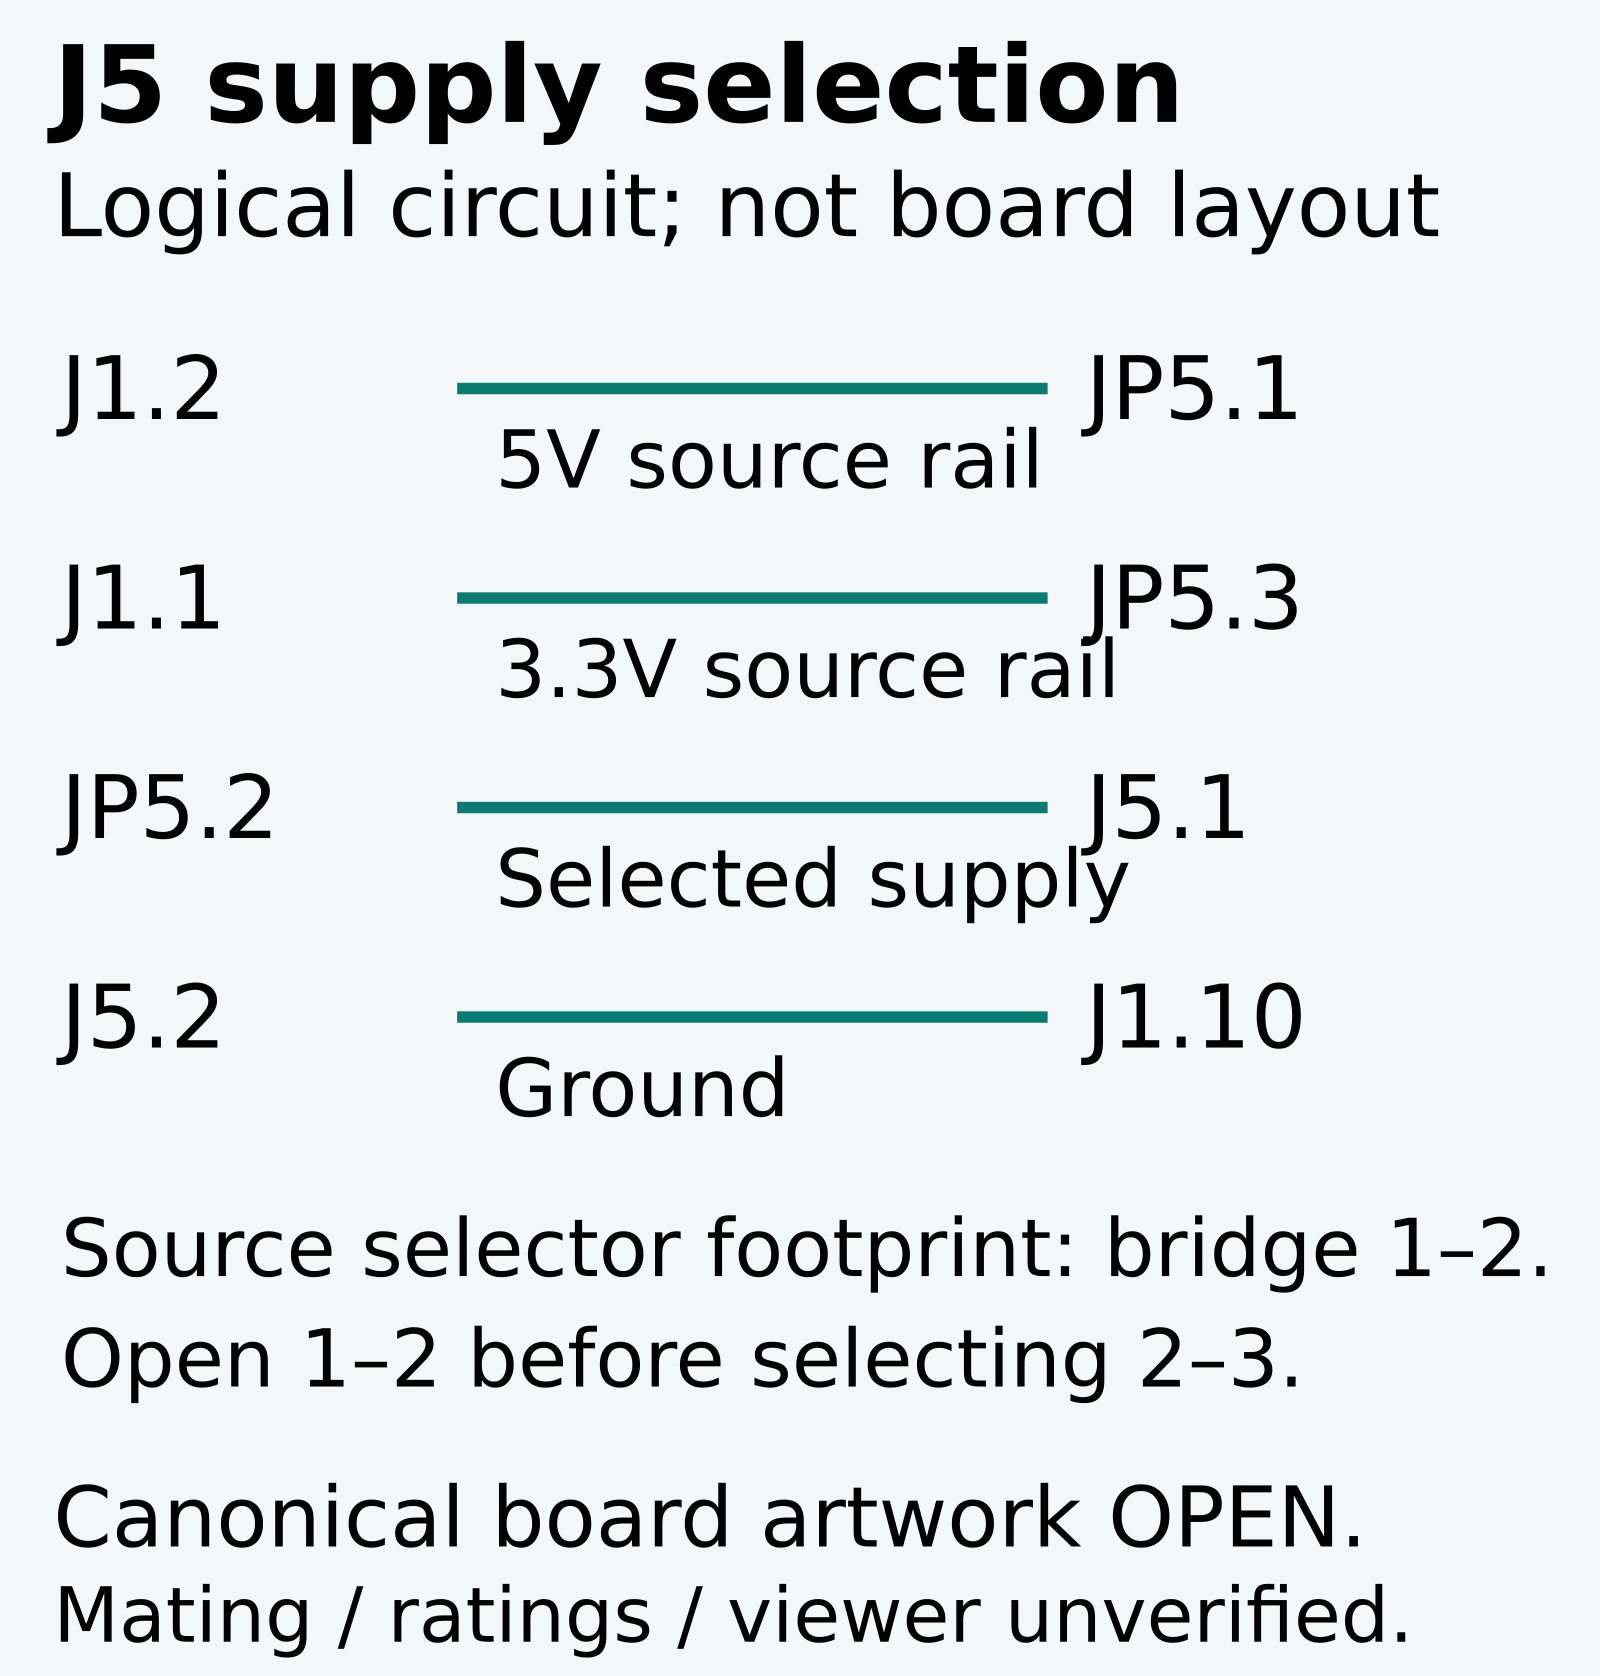 J5 supply selection
Logical circuit; not board layout
J1.2 JP5.1
5V source rail
J1.1 JP5.3
3.3V source rail
JP5.2 J5.1
Selected supply
J5.2 J1.10
Ground
Source selector footprint: bridge 1–2.
Open 1–2 before selecting 2–3.
Canonical board artwork OPEN.
Mating / ratings / viewer unverified.